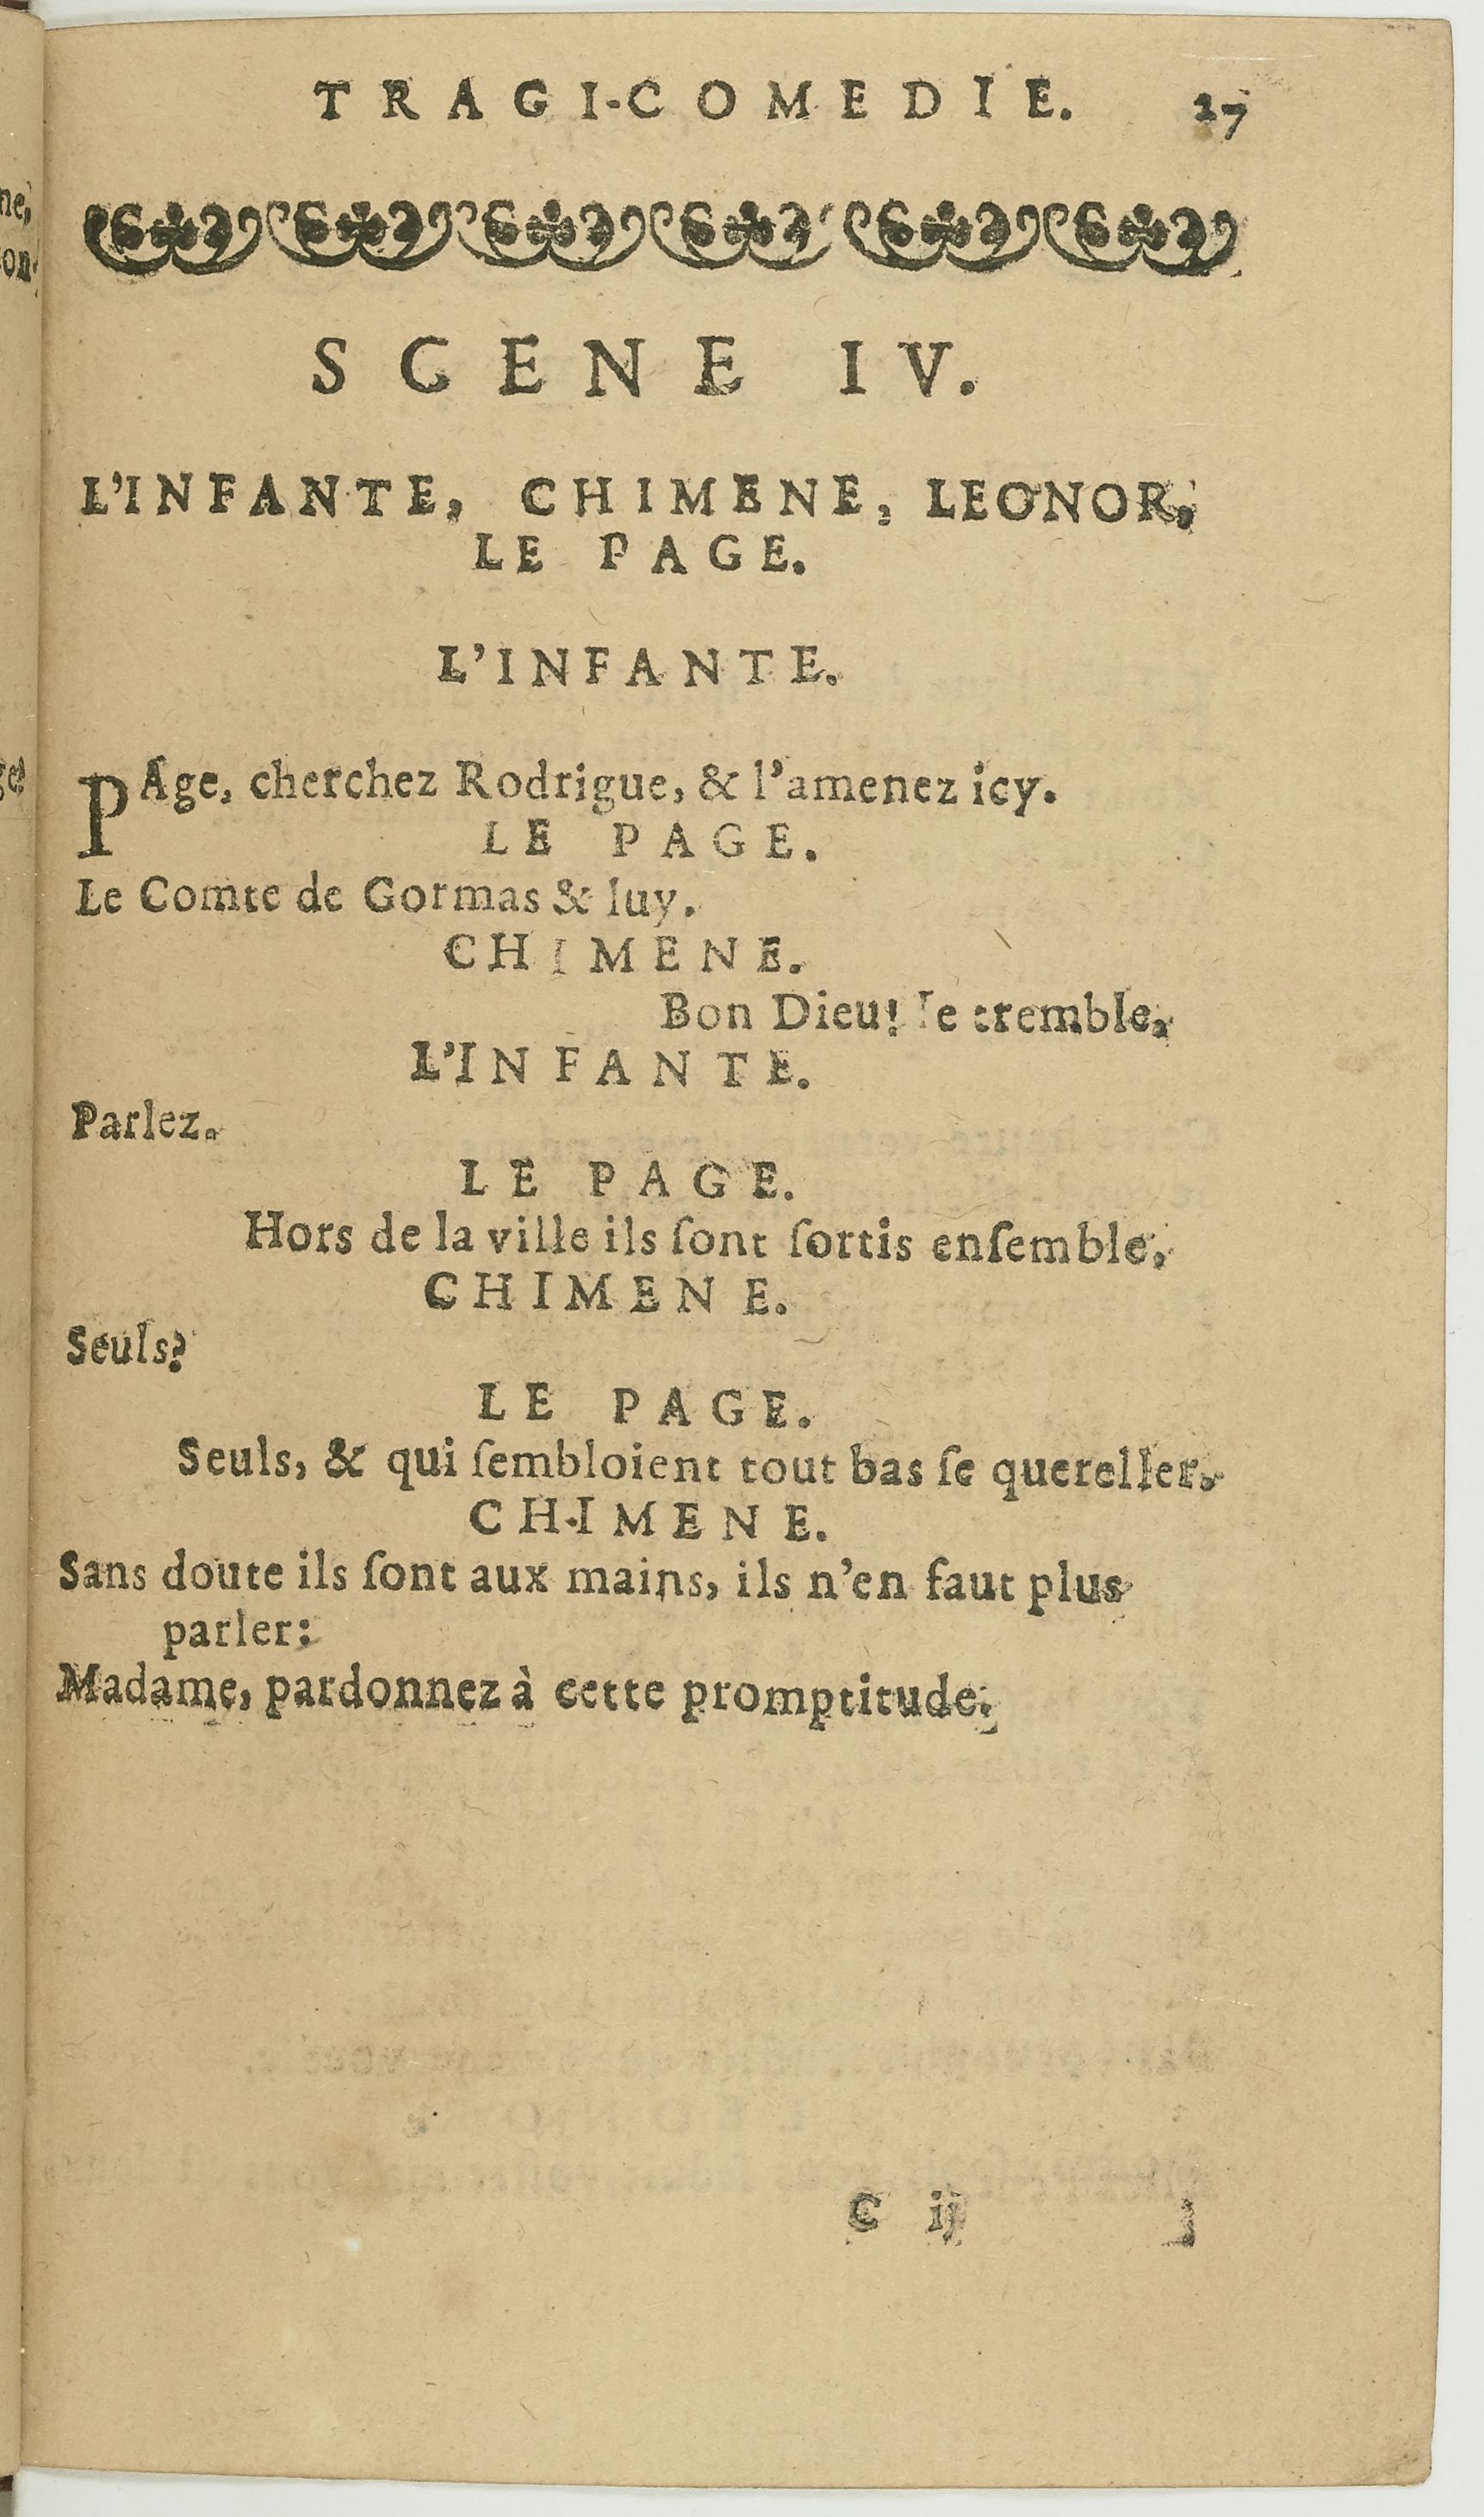 TRAGI-COMEDIE. 27
SCENE IV.
L'INFANTE, CHIMENE, LEONOR,
LE PAGE.
L'INFANTE.
PAge, cherchez Rodrigue, & l'amenez icy.
LE PAGE.
Le Comte de Gormas & luy.
CHIMENE.
Bon Dieu! Ie tremble,
L'INFANTE.
Parlez.
LE PAGE.
Hors de la ville ils ſont ſortis enſemble,
CHIMENE.
Seuls?
LE PAGE.
Seuls, & qui ſembloient tout bas ſe quereller.
CHIMENE.
Sans doute ils ſont aux mains, ils n'en faut plus
parler:
Madame, pardonnez à cette promptitude.
C ij